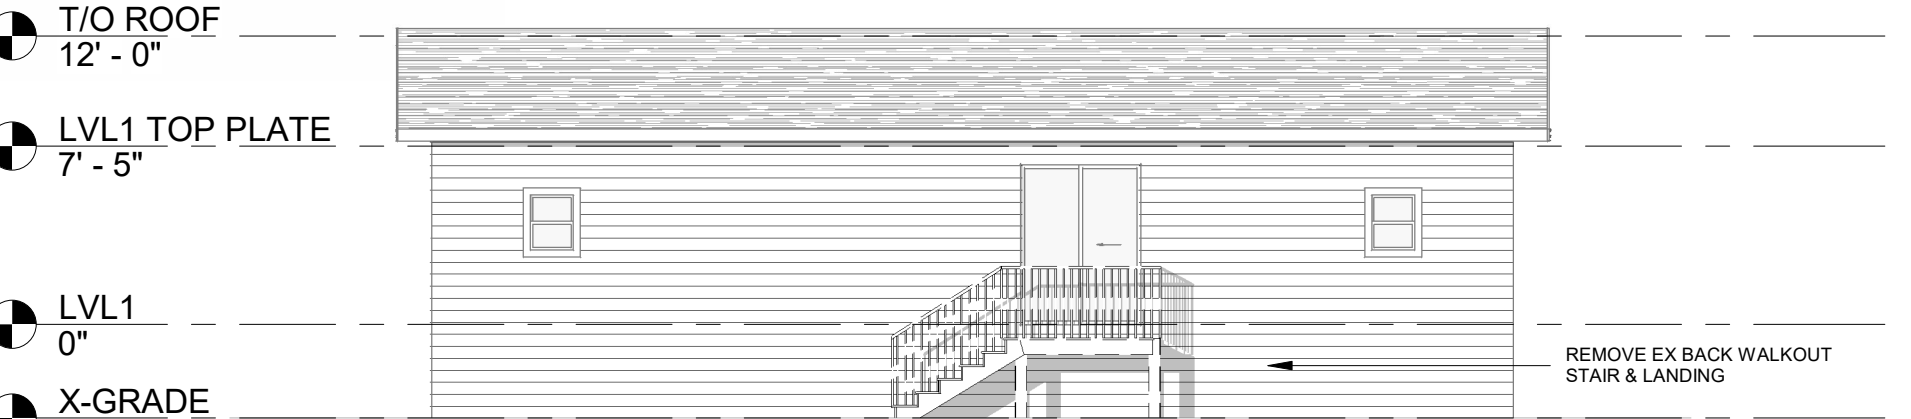 T/O ROOF
12' - 0"
LVL1 TOP PLATE
7' - 5"
LVL1
0"
REMOVE EX BACK WALKOUT
STAIR & LANDING
X-GRADE